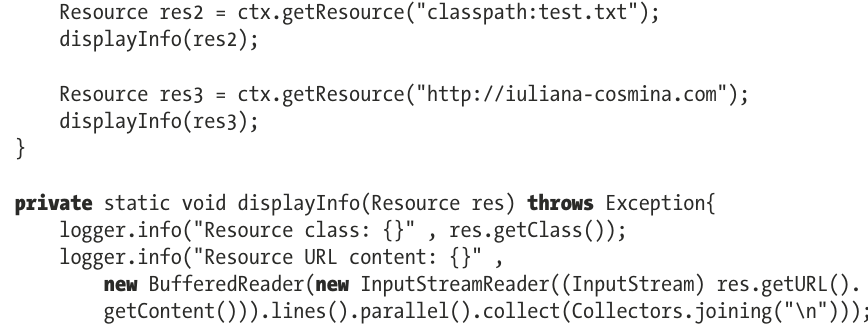 Resource res2 = ctx.getResource("classpath:test.txt");
displayInfo(res2);
Resource res3 = ctx.getResource("http://iuliana-cosmina.com");
displayInfo(res3);
}
private static void displayInfo(Resource res) throws Exception{
logger.info("Resource class: {}" , res.getClass());
logger.info("Resource URL content: {}" ,
new BufferedReader(new InputStreamReader((InputStream) res.getURL().
getContent())).lines().parallel().collect(Collectors.joining("\n")));